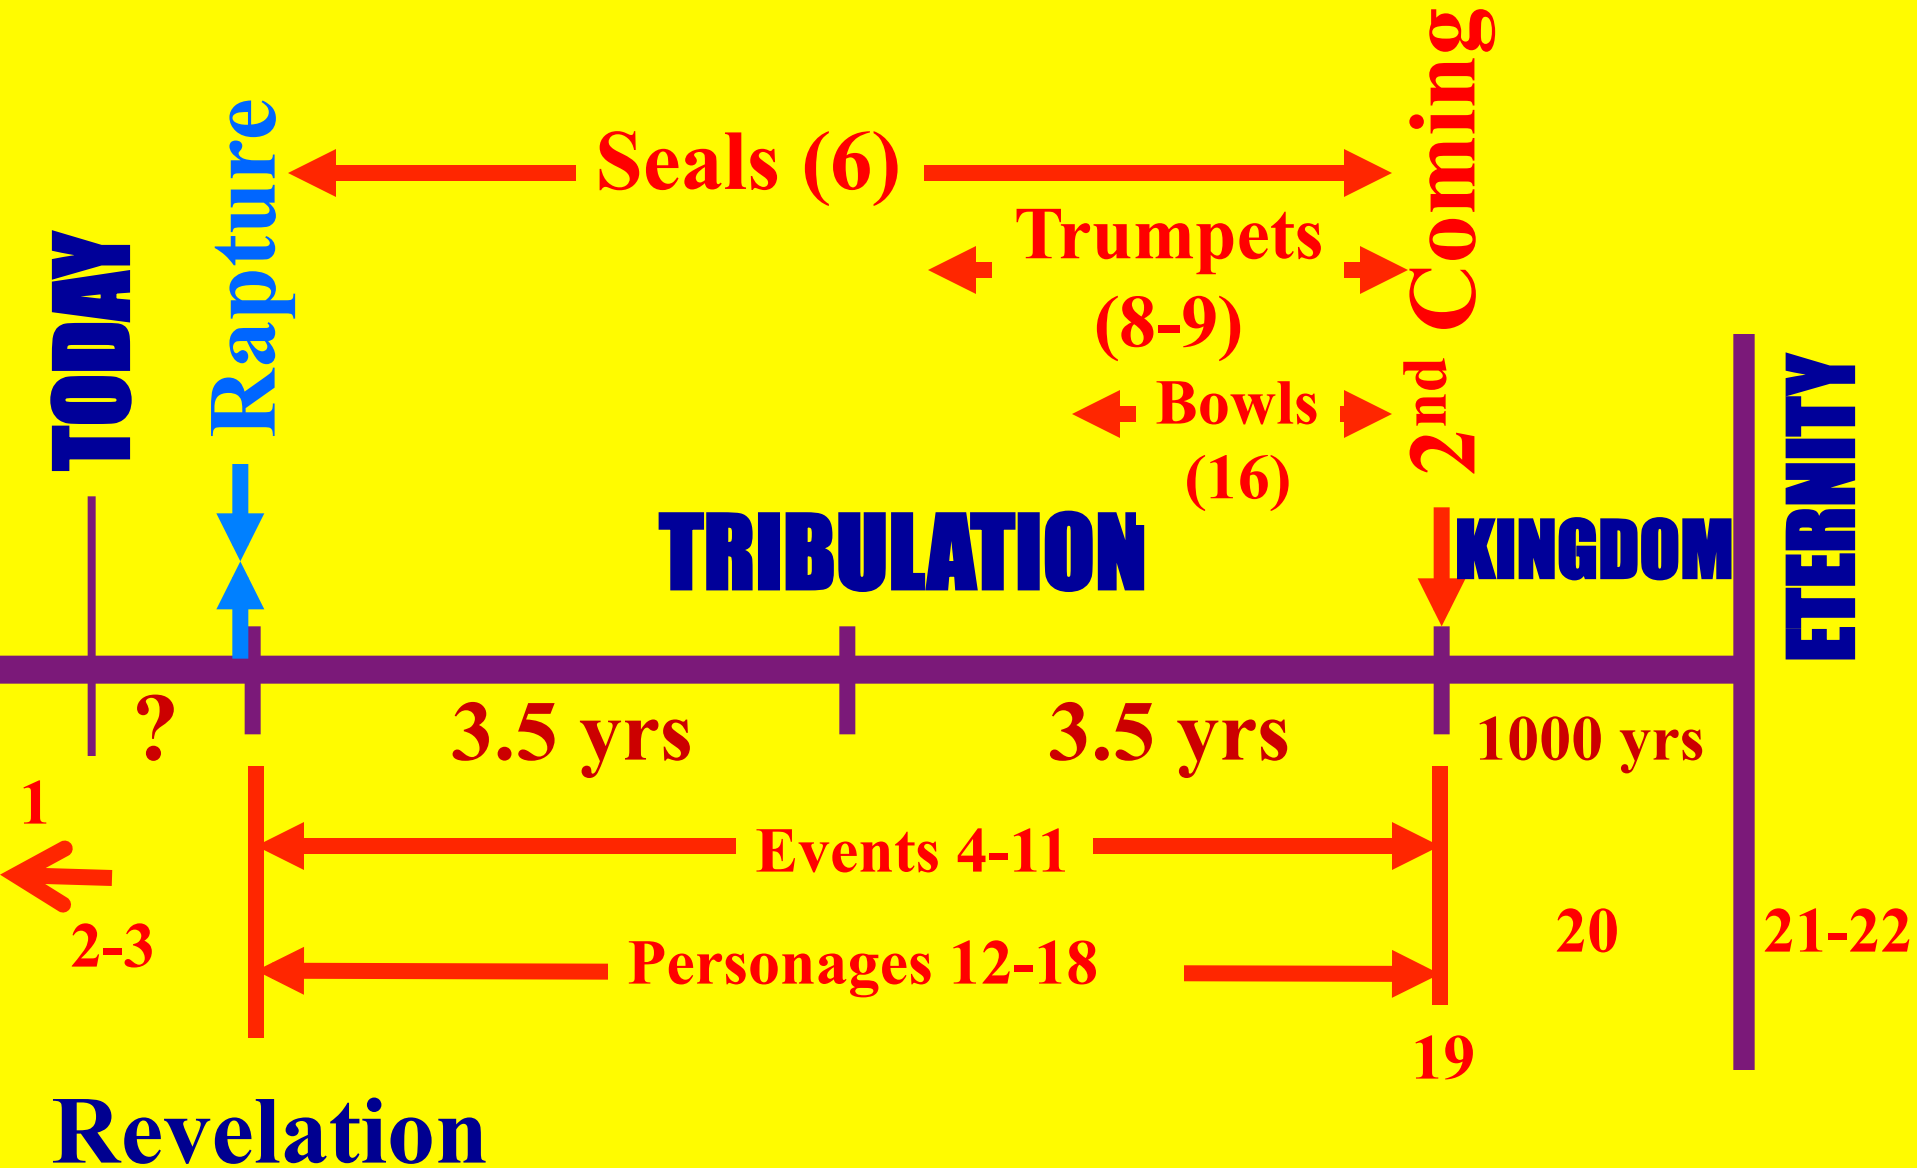 TODAY
Rapture
Seals (6)
Trumpets
(8-9)
Bowls
(16)
2nd Coming
TRIBULATION
KINGDOM
ETERNITY
?
3.5 yrs
3.5 yrs
1000 yrs
1
2-3
Events 4-11
Personages 12-18
20
21-22
19
Revelation